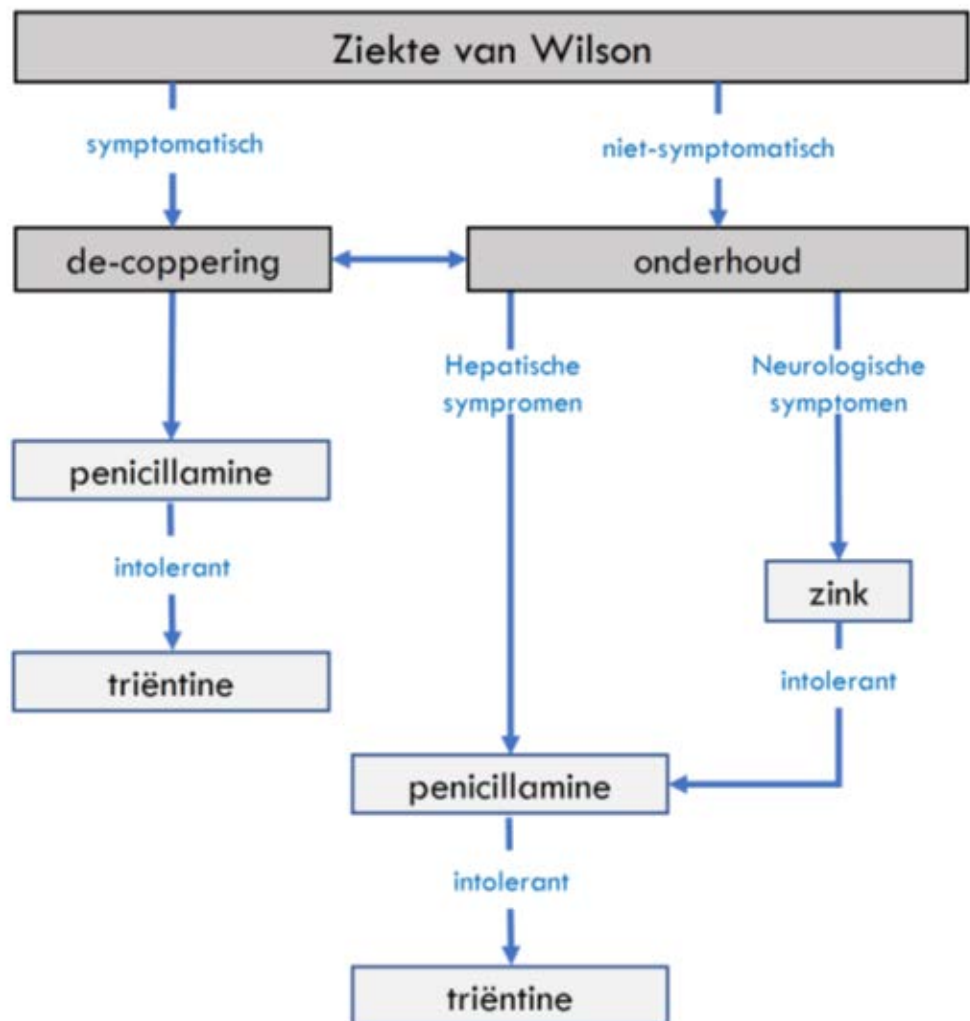 Ziekte van Wilson
symptomatisch
niet-symptomatisch
de-coppering
onderhoud
Hepatische
sympromen
Neurologische
symptomen
penicillamine
intolerant
zink
triëntine
intolerant
penicillamine
intolerant
triëntine